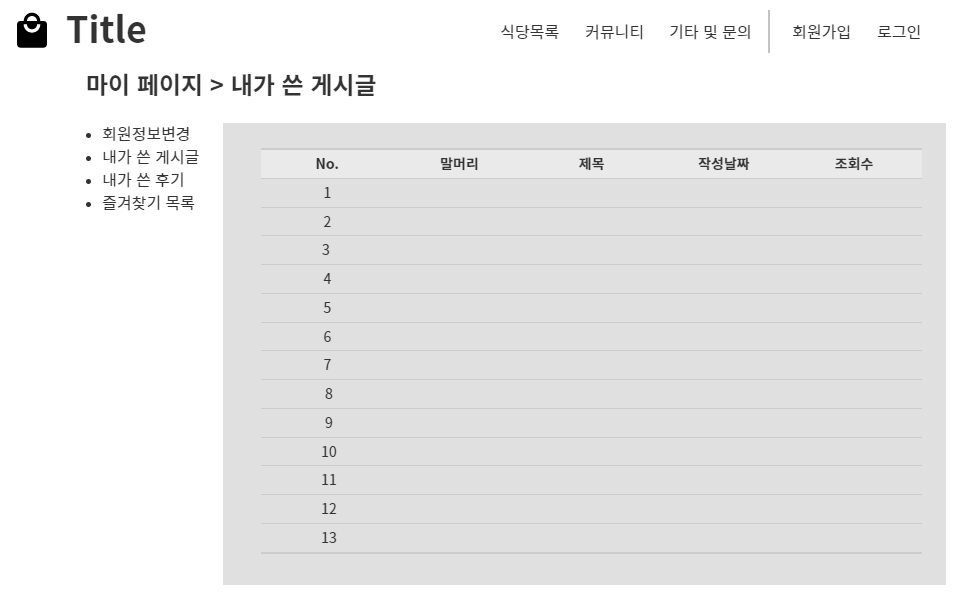 Title
식당목록 커뮤니티 기타 및 문의 회원가입 로그인
마이 페이지 > 내가 쓴 게시글
• 회원정보변경
• 내가 쓴 게시글
• 내가 쓴 후기
• 즐겨찾기 목록
No. 말머리 제목 작성날짜 조회수
1
2
3
4
5
6
7
8
9
10
11
12
13